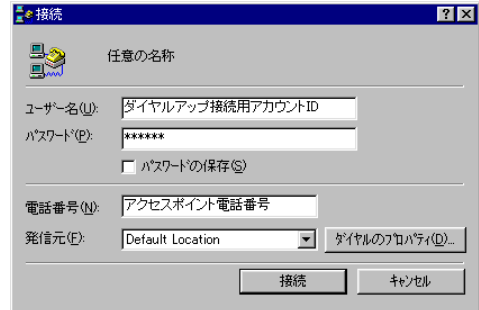 接続
任意の名称
ユーザー名(U): ダイヤルアップ接続用アカウントID
パスワード(P): ******
パスワードの保存(S)
電話番号(N): アクセスポイント電話番号
発信元(F): Default Location ダイヤルのプロパティ(D)...
接続 キャンセル